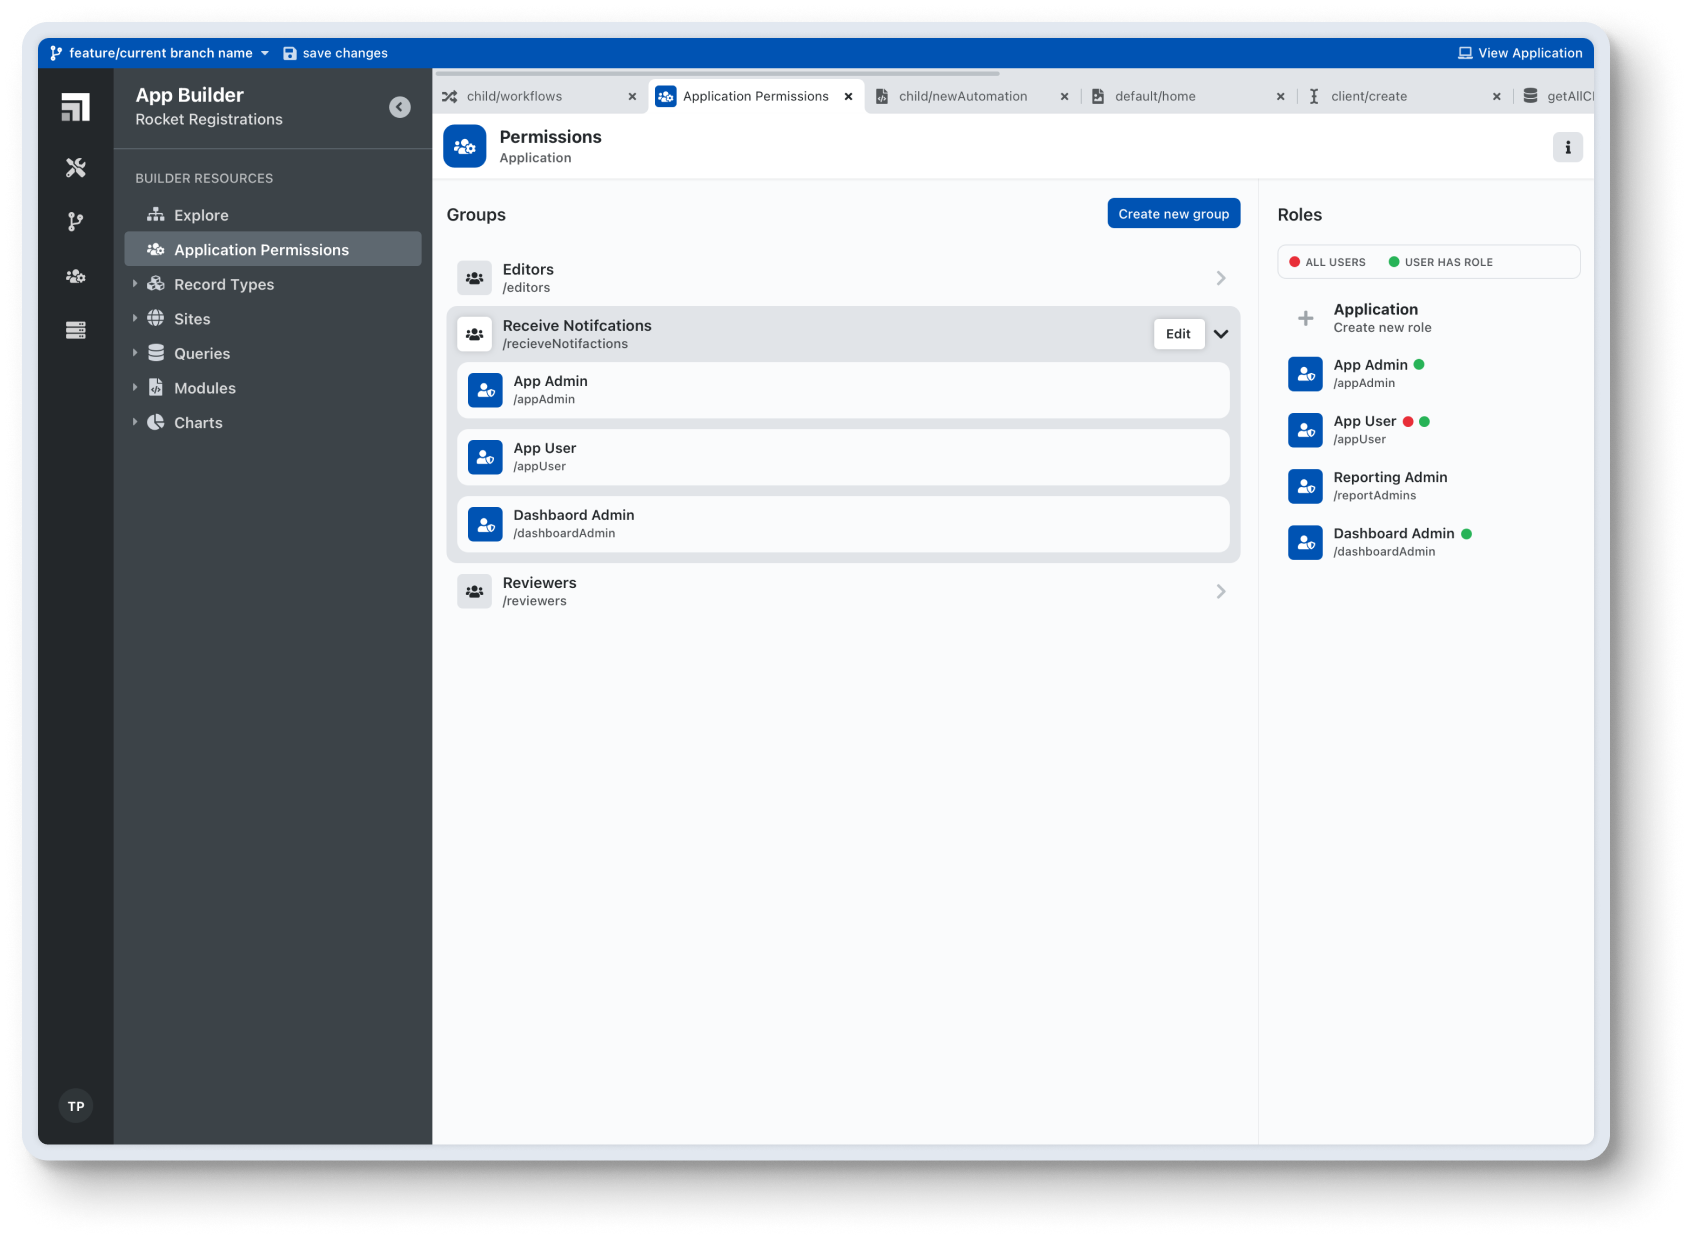 feature/current branch name
save changes
View Application
App Builder
Rocket Registrations
BUILDER RESOURCES
Explore
Application Permissions
Record Types
Sites
Queries
Modules
Charts
TP
child/workflows
Application Permissions
child/newAutomation
default/home
client/create
getAllCl
Permissions
Application
i
Groups
Create new group
Editors
/editors
Receive Notifcations
/recieveNotifactions
Edit
App Admin
/appAdmin
App User
/appUser
Dashbaord Admin
/dashboardAdmin
Reviewers
/reviewers
Roles
ALL USERS
USER HAS ROLE
Application
Create new role
App Admin
/appAdmin
App User
/appUser
Reporting Admin
/reportAdmins
Dashboard Admin
/dashboardAdmin